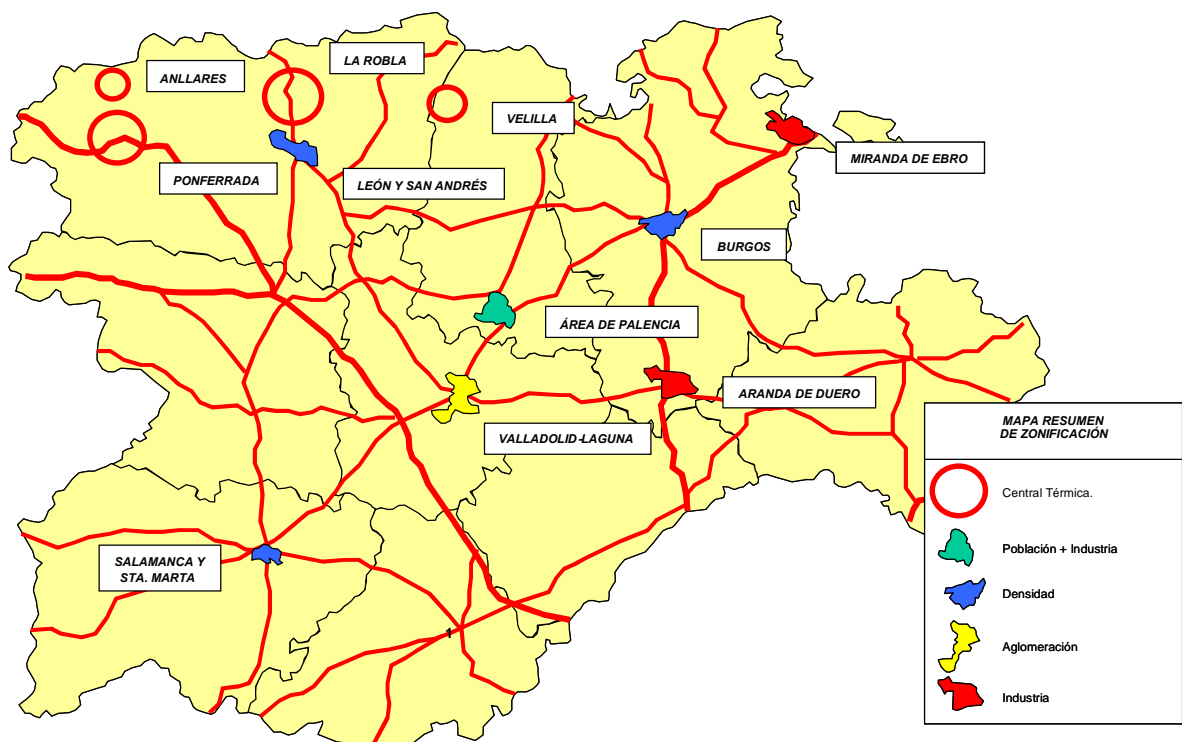 LA ROBLA
ANLLARES
VELILLA
MIRANDA DE EBRO
PONFERRADA
LEÓN Y SAN ANDRÉS
BURGOS
ÁREA DE PALENCIA
ARANDA DE DUERO
VALLADOLID-LAGUNA
SALAMANCA Y
STA. MARTA
1
MAPA RESUMEN
DE ZONIFICACIÓN
Central Térmica.
Población + Industria
Densidad
Aglomeración
Industria